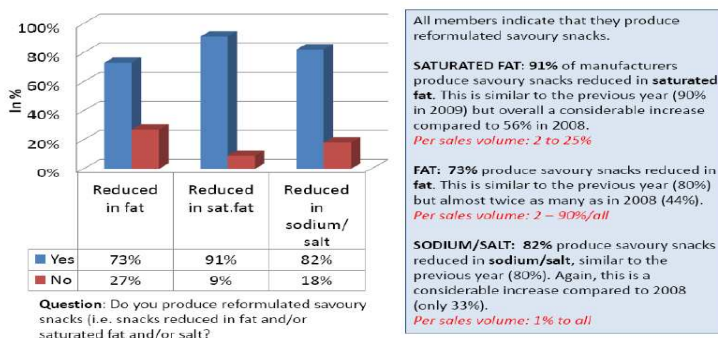 100%
80%
60%
40%
20%
0%
In %
Reduced in fat
Reduced in sat.fat
Reduced in sodium/ salt
Yes 73% 91% 82%
No 27% 9% 18%
Question: Do you produce reformulated savoury
snacks (i.e. snacks reduced in fat and/or
saturated fat and/or salt?
All members indicate that they produce
reformulated savoury snacks.
SATURATED FAT: 91% of manufacturers
produce savoury snacks reduced in saturated
fat. This is similar to the previous year (90%
in 2009) but overall a considerable increase
compared to 56% in 2008.
Per sales volume: 2 to 25%
FAT: 73% produce savoury snacks reduced in
fat. This is similar to the previous year (80%)
but almost twice as many as in 2008 (44%).
Per sales volume: 2 – 90%/all
SODIUM/SALT: 82% produce savoury snacks
reduced in sodium/salt, similar to the
previous year (80%). Again, this is a
considerable increase compared to 2008
(only 33%).
Per sales volume: 1% to all